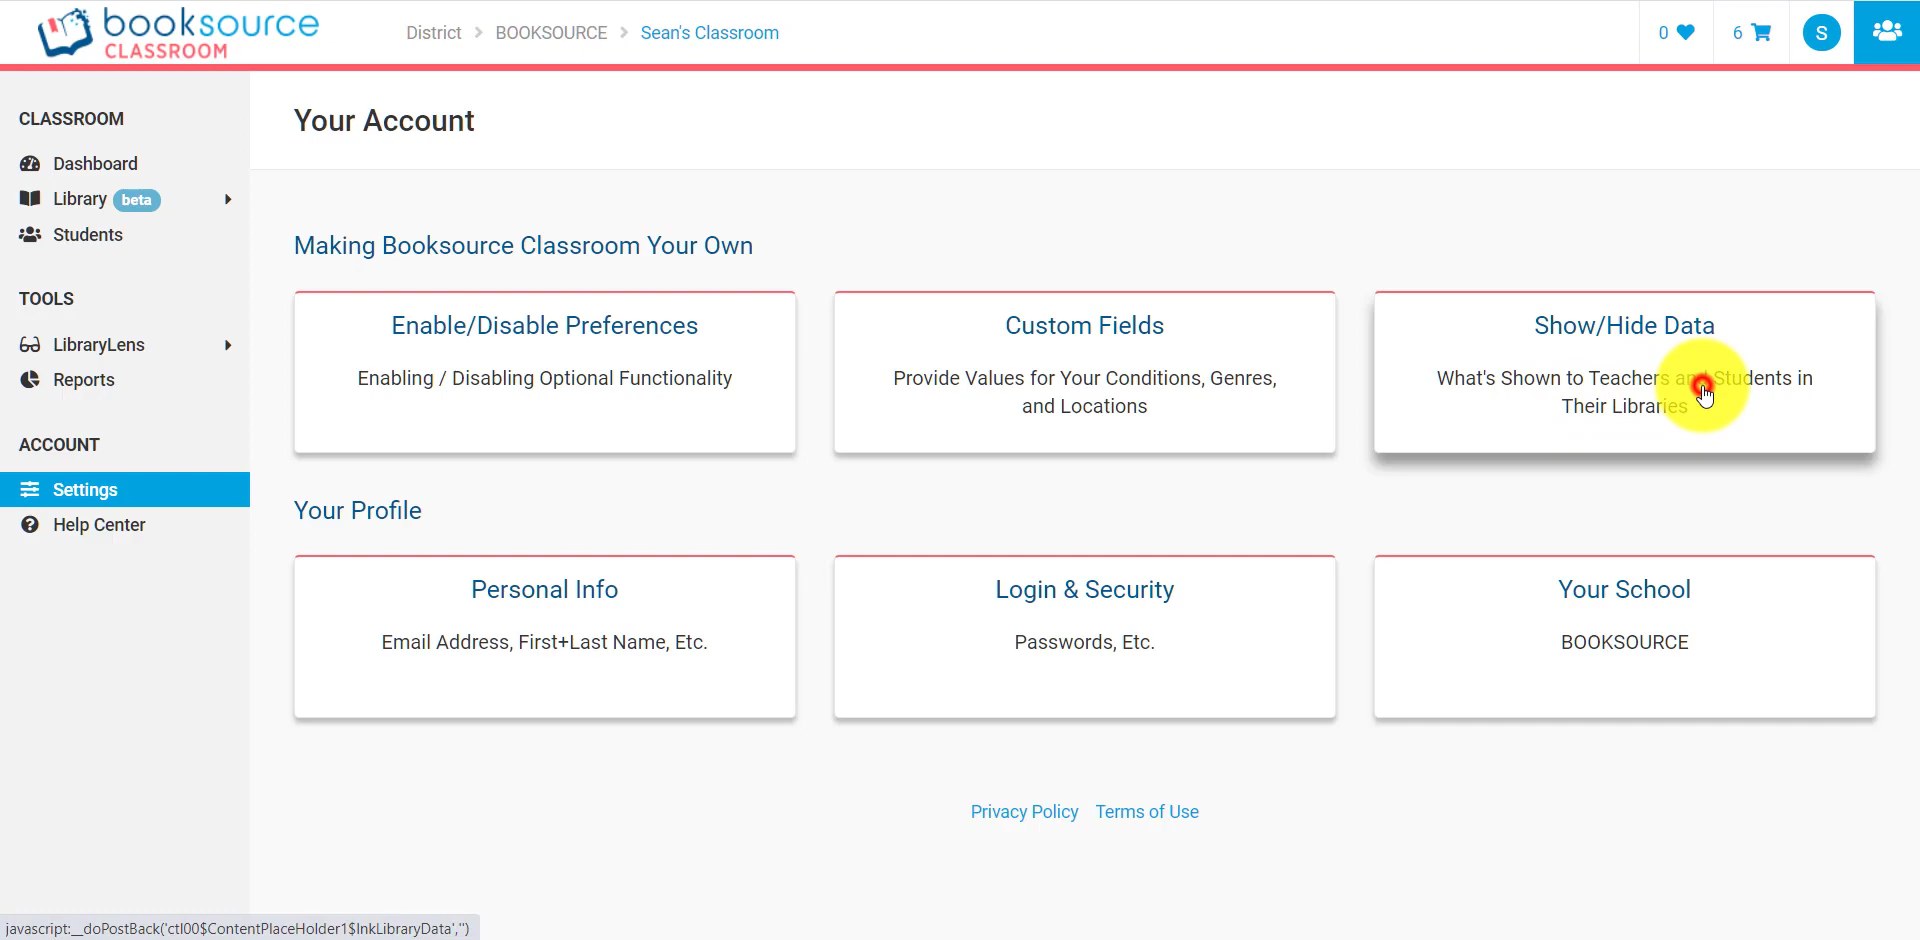 booksource
CLASSROOM
District > BOOKSOURCE > Sean's Classroom
0
6
S
CLASSROOM
Dashboard
Library beta
Students
TOOLS
LibraryLens
Reports
ACCOUNT
Settings
Help Center
Your Account
Making Booksource Classroom Your Own
Enable/Disable Preferences
Enabling / Disabling Optional Functionality
Custom Fields
Provide Values for Your Conditions, Genres,
and Locations
Show/Hide Data
What's Shown to Teachers and Students in
Their Libraries
Your Profile
Personal Info
Email Address, First+Last Name, Etc.
Login & Security
Passwords, Etc.
Your School
BOOKSOURCE
Privacy Policy Terms of Use
javascript:__doPostBack('ctl00$ContentPlaceHolder1$lnkLibraryData','')